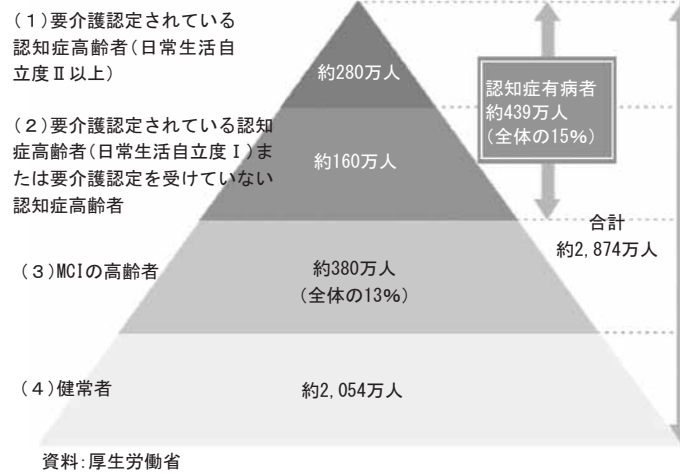 (１)要介護認定されている
認知症高齢者(日常生活自
立度Ⅱ以上)
約280万人
認知症有病者
約439万人
(全体の15%)
(２)要介護認定されている認知
症高齢者(日常生活自立度Ⅰ)ま
たは要介護認定を受けていない
認知症高齢者
約160万人
合計
約2,874万人
(３)MCIの高齢者
約380万人
(全体の13%)
(４)健常者
約2,054万人
資料:厚生労働省